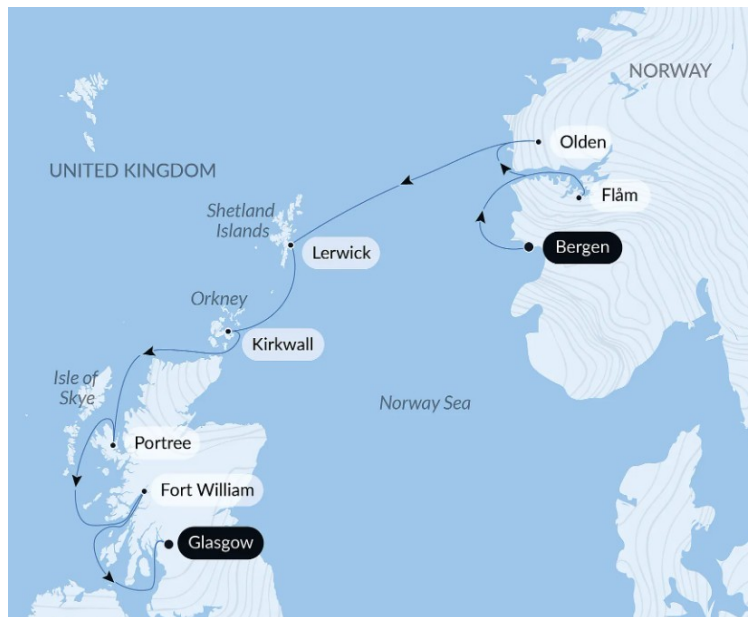 NORWAY
Olden
UNITED KINGDOM
Flåm
Shetland
Islands
Bergen
Lerwick
Orkney
Kirkwall
Isle of
Skye
Norway Sea
Portree
Fort William
Glasgow